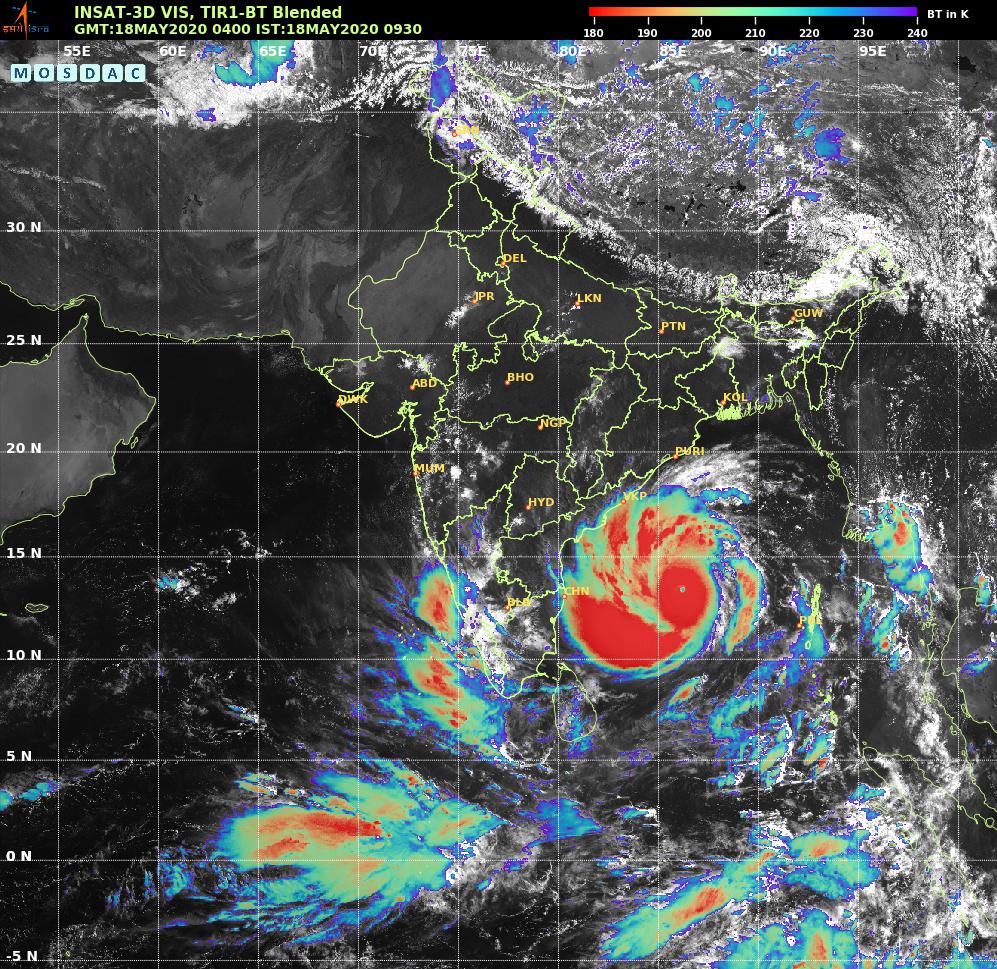 INSAT-3D VIS, TIR1-BT Blended
GMT:18MAY2020 0400 IST:18MAY2020 0930
BT in K
180 190 200 210 220 230 240
55E 60E 65E 70E 75E 80E 85E 90E 95E
MOSDAC
SRN
30 N
DEL
JPR
LKN
GUW
PTN
25 N
BHO
ABD
DWK
KOL
NGP
20 N
PURI
MUM
VKP
HYD
15 N
CHN
BLR
10 N
5 N
0 N
-5 N